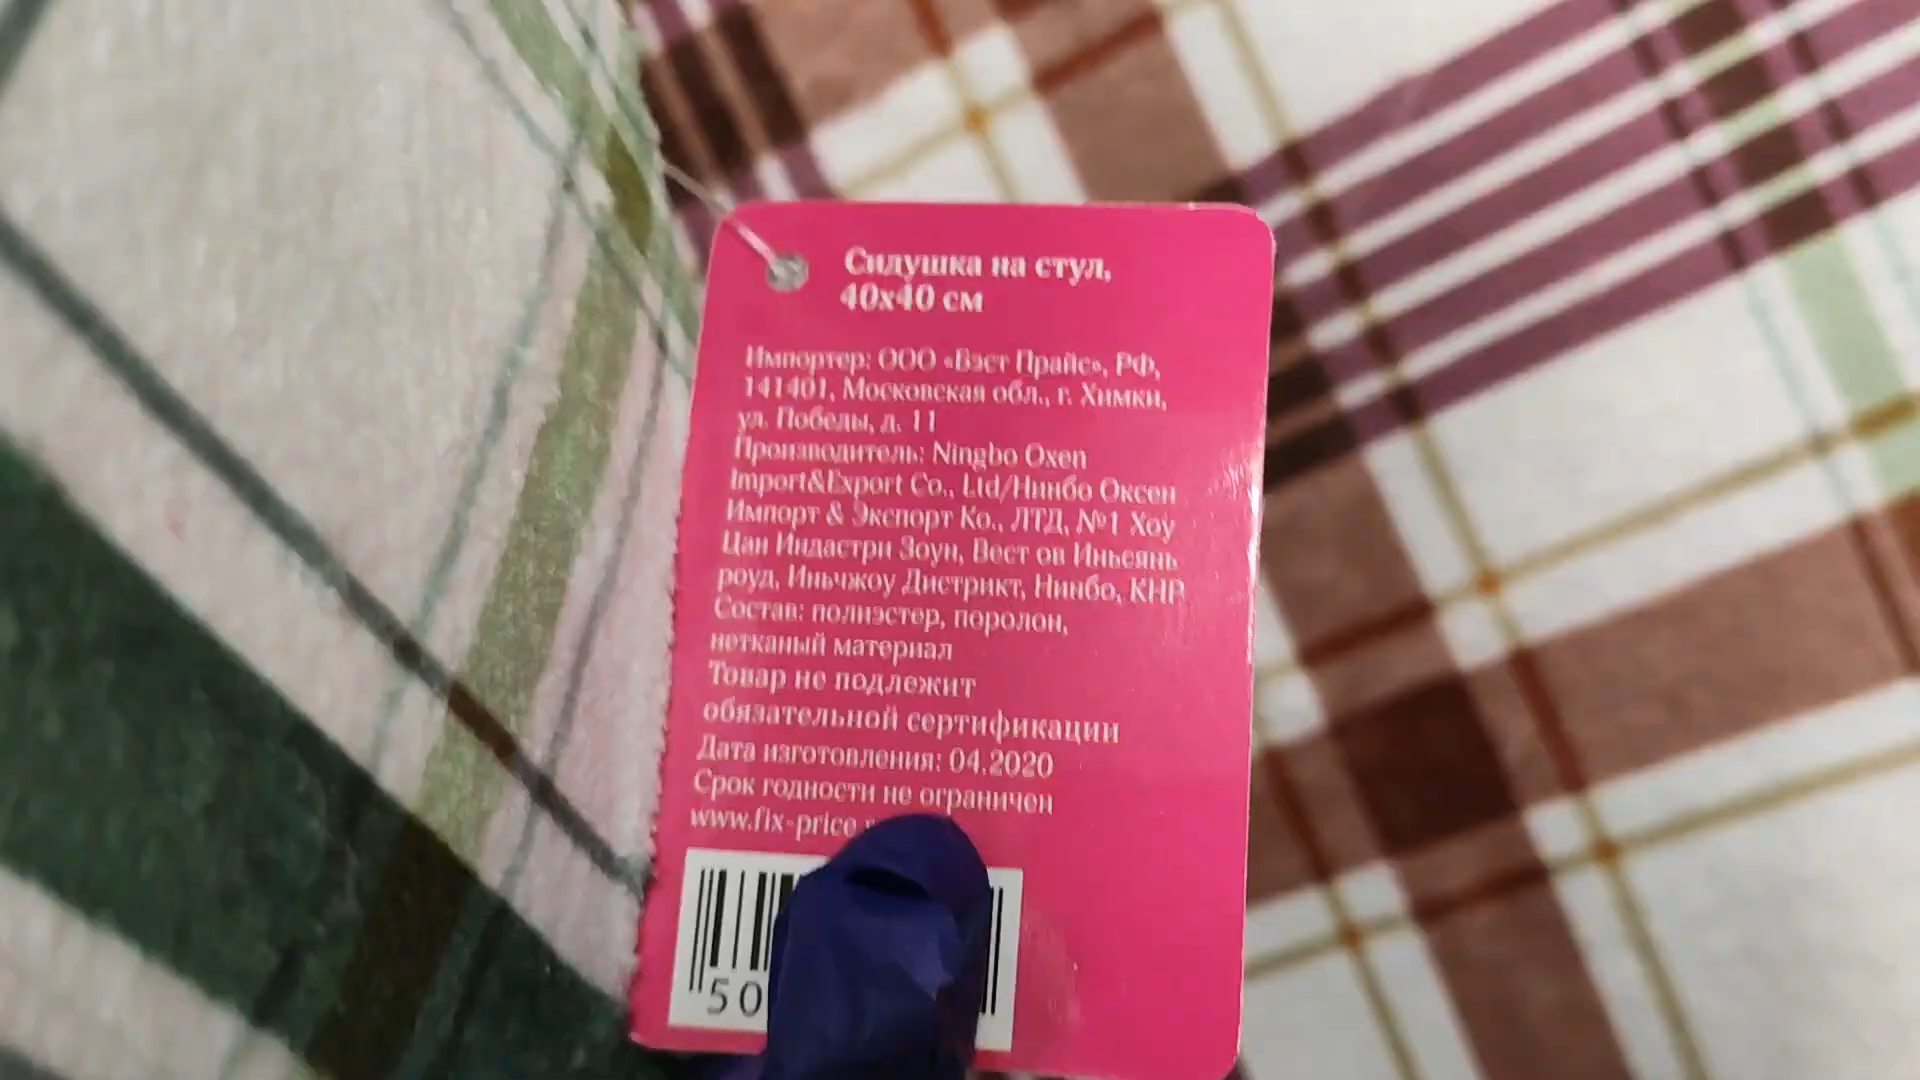 Сидушка на стул,
40х40 см
Импортер: ООО «Бэст Прайс», РФ,
141401, Московская обл., г. Химки,
ул. Победы, д. 11
Производитель: Ningbo Oxen
Import&Export Co., Ltd/Нинбо Оксен
Импорт & Экспорт Ко., ЛТД, №1 Хоу
Цан Индастри Зоун, Вест ов Иньсянь
роуд, Иньчжоу Дистрикт, Нинбо, КНР
Состав: полиэстер, поролон,
нетканый материал
Товар не подлежит
обязательной сертификации
Дата изготовления: 04.2020
Срок годности не ограничен
www.fix-price
50